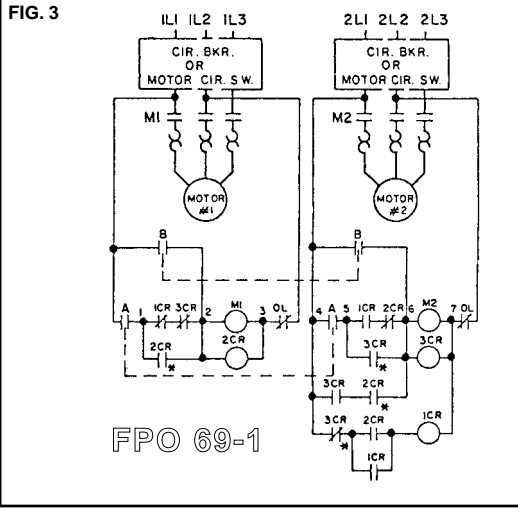 FIG. 3
1L1 1L2 1L3
2L1 2L2 2L3
CIR. BKR.
OR
MOTOR CIR. SW.
CIR. BKR.
OR
MOTOR CIR. SW.
M1
M2
MOTOR
#1
MOTOR
#2
B
B
A 1 1CR 3CR 2 M1 3 OL
4 A 5 1CR 2CR 6 M2 7 OL
2CR * 2CR
3CR * 3CR
3CR 2CR *
3CR * 2CR 1CR
1CR
FPO 69-1